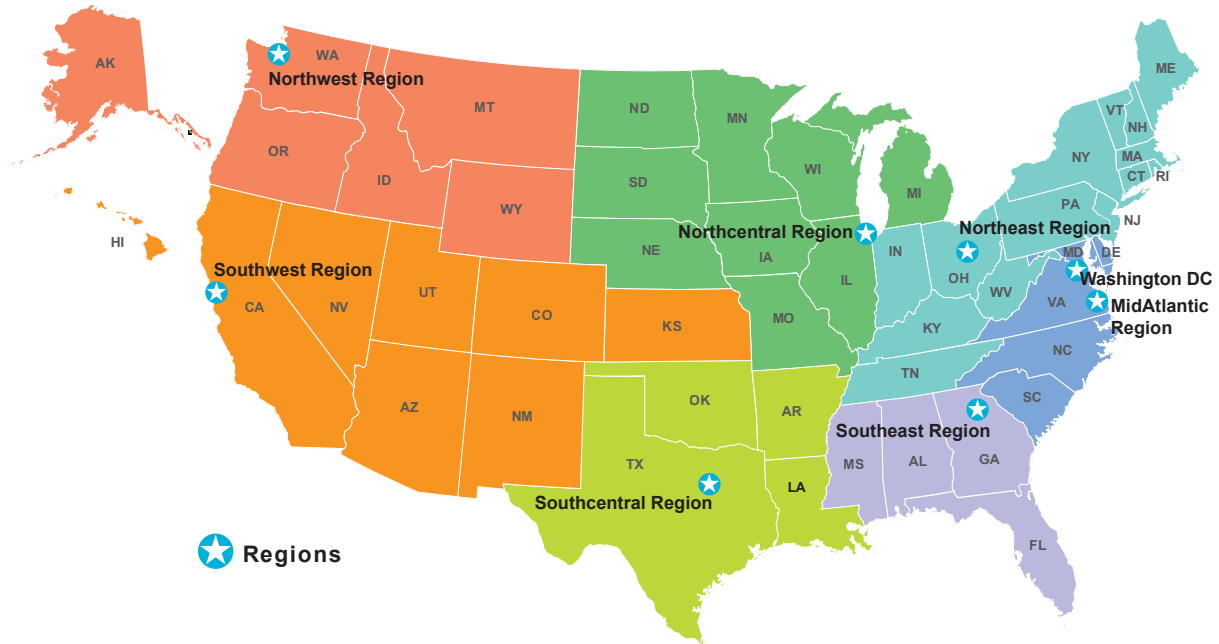 AK
WA
Northwest Region
MT
OR
ID
WY
ND
MN
SD
WI
MI
NE
IA
Northcentral Region
IL
MO
ME
VT
NH
NY
MA
CT
RI
PA
NJ
Northeast Region
IN
OH
WV
KY
TN
MD
DE
Washington DC
VA
MidAtlantic
Region
NC
SC
HI
Southwest Region
CA
NV
UT
CO
KS
AZ
NM
OK
AR
TX
LA
Southcentral Region
Southeast Region
MS
AL
GA
FL
Regions